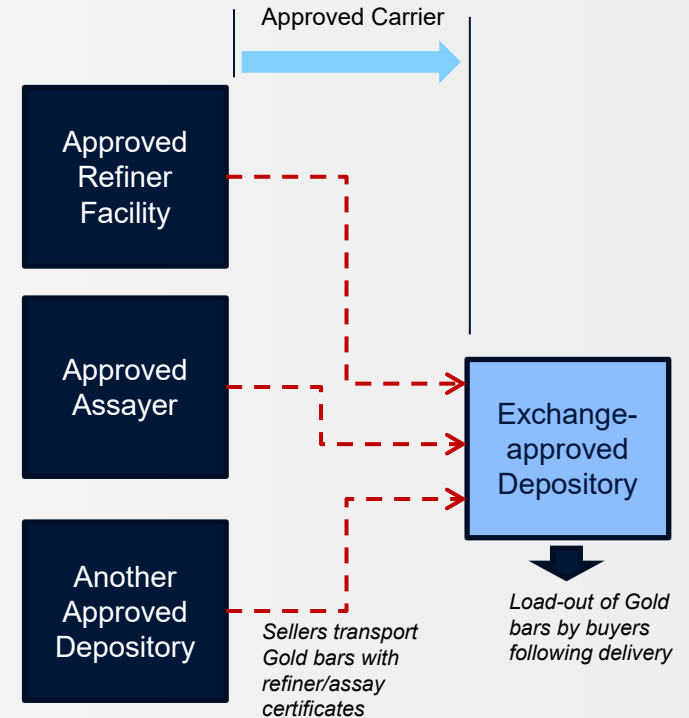 Approved Carrier
Approved
Refiner
Facility
Approved
Assayer
Exchange-
approved
Depository
Another
Approved
Depository
Sellers transport
Gold bars with
refiner/assay
certificates
Load-out of Gold
bars by buyers
following delivery